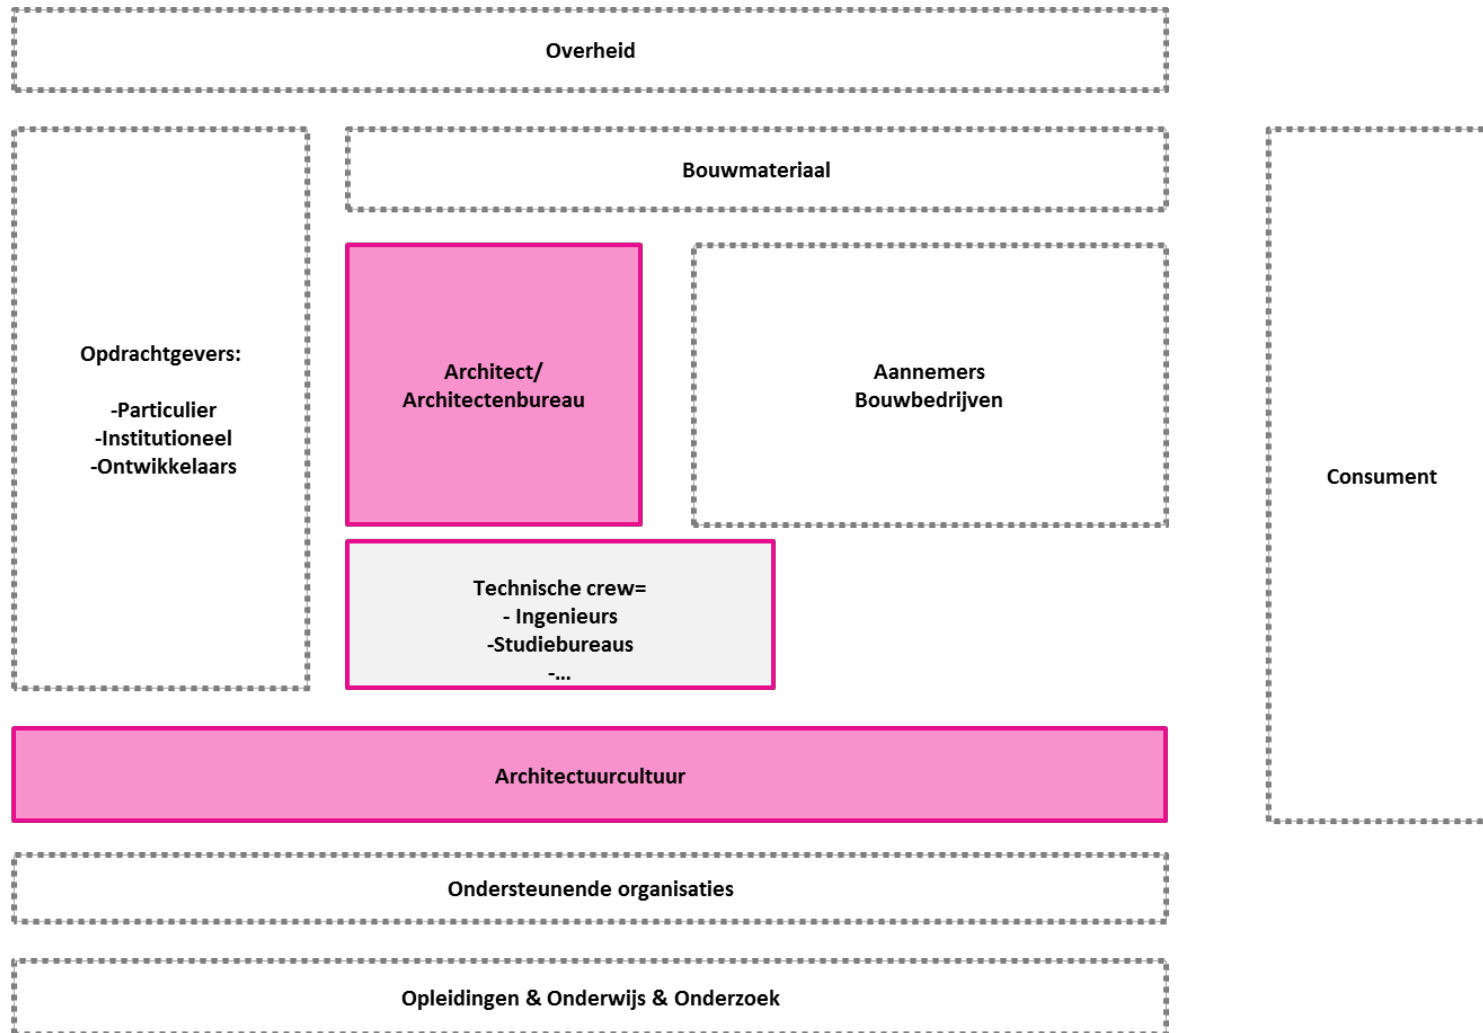 Overheid
Bouwmateriaal
Opdrachtgevers:
-Particulier
-Institutioneel
-Ontwikkelaars
Architect/
Architectenbureau
Aannemers
Bouwbedrijven
Consument
Technische crew=
- Ingenieurs
-Studiebureaus
-...
Architectuurcultuur
Ondersteunende organisaties
Opleidingen & Onderwijs & Onderzoek